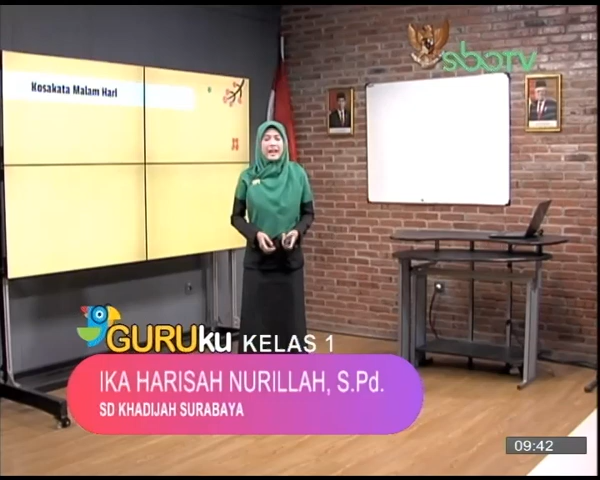 sbotv
Kosakata Malam Hari
GURUku KELAS 1
IKA HARISAH NURILLAH, S.Pd.
SD KHADIJAH SURABAYA
09:42